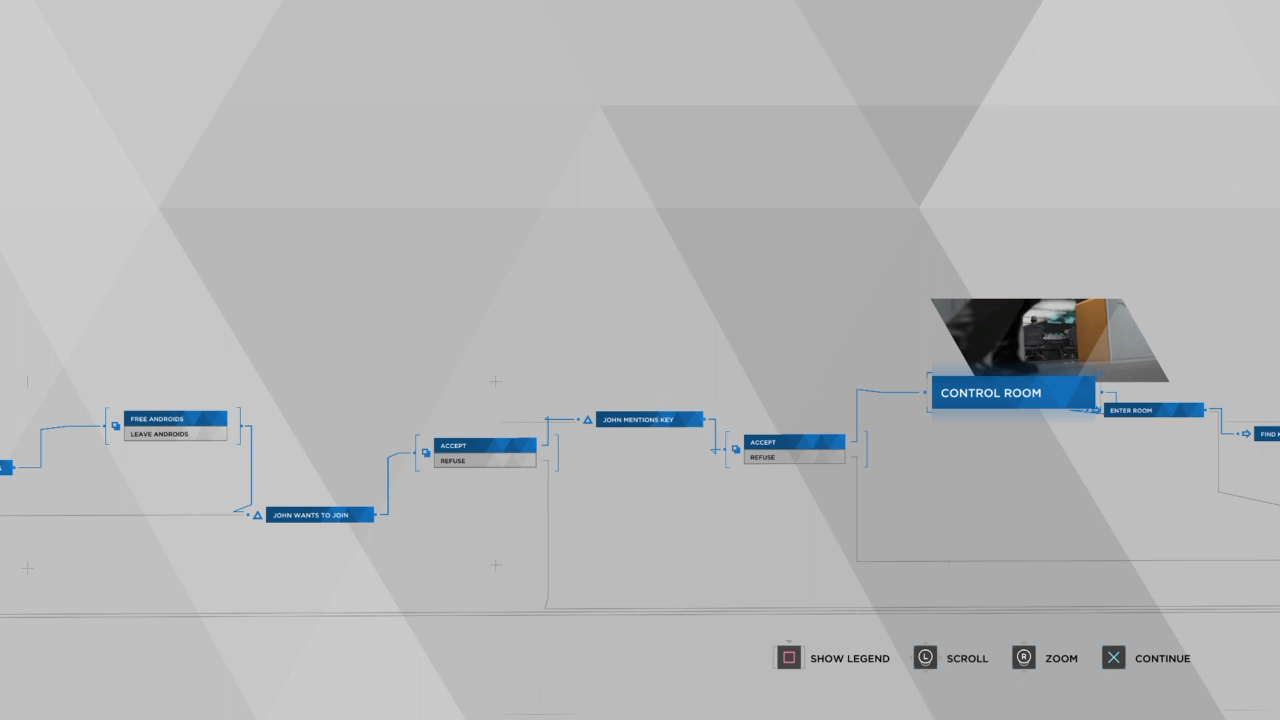 FREE ANDROIDS
LEAVE ANDROIDS
JOHN WANTS TO JOIN
ACCEPT
REFUSE
JOHN MENTIONS KEY
ACCEPT
REFUSE
CONTROL ROOM
ENTER ROOM
FIND
SHOW LEGEND
L
SCROLL
R
ZOOM
CONTINUE